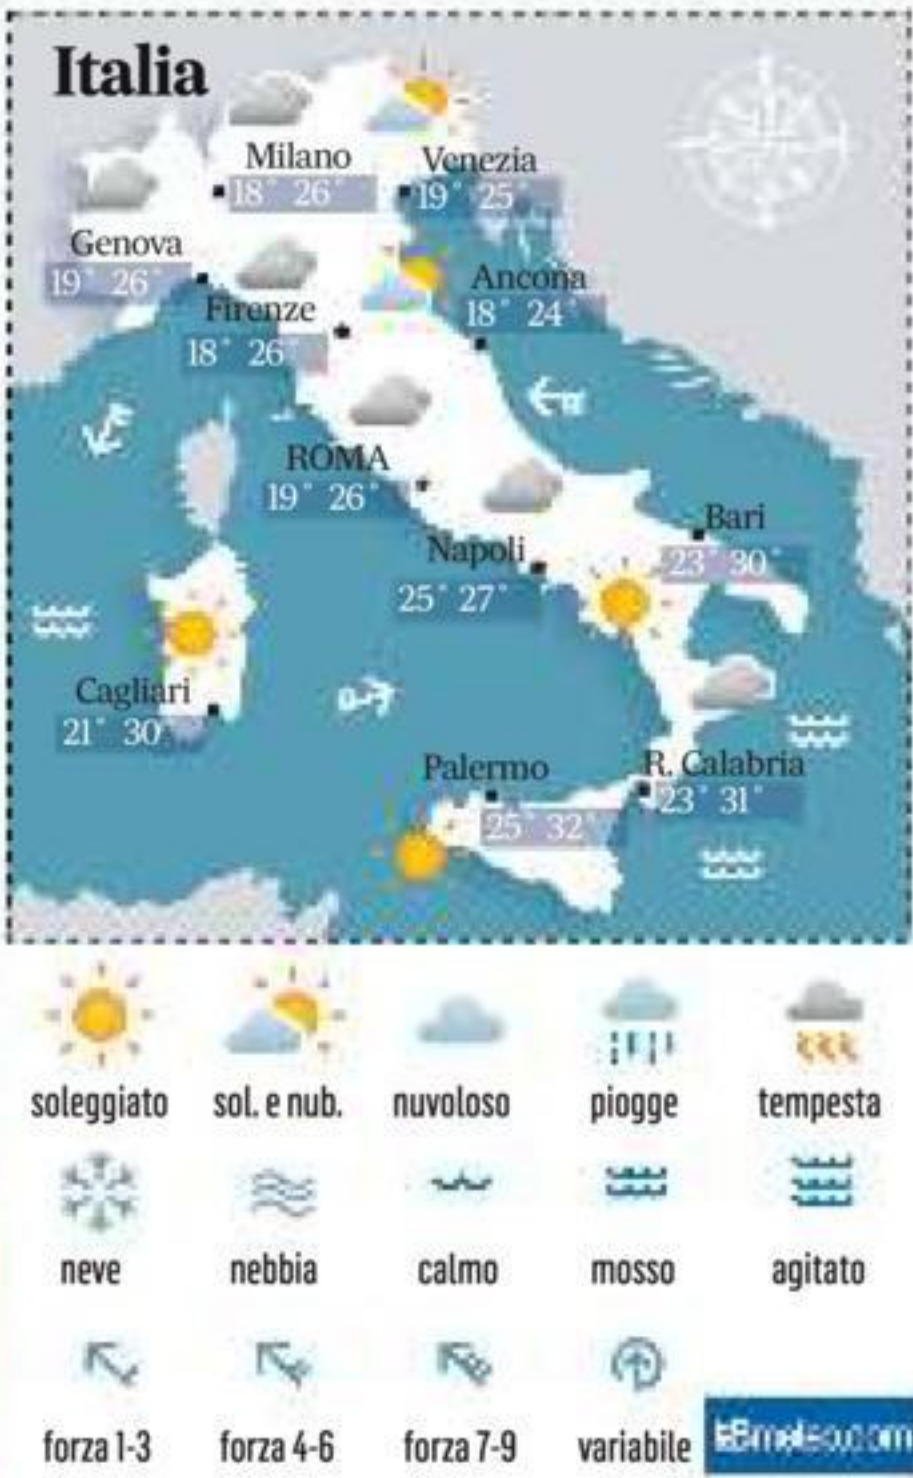 Italia
Milano
18° 26°
Venezia
19° 25°
Genova
19° 26°
Firenze
18° 26°
Ancona
18° 24°
ROMA
19° 26°
Napoli
25° 27°
Bari
23° 30°
Cagliari
21° 30°
Palermo
25° 32°
R. Calabria
23° 31°
soleggiato sol. e nub. nuvoloso piogge tempesta
neve nebbia calmo mosso agitato
forza 1-3 forza 4-6 forza 7-9 variabile